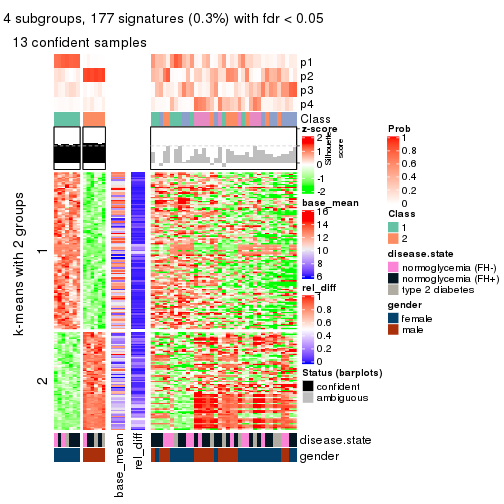 4 subgroups, 177 signatures (0.3%) with fdr < 0.05
13 confident samples
p1
p2
p3
p4
Class
Silhouette
score
k-means with 2 groups
1
2
disease.state
gender
base_mean
rel_diff
z-score
2
1
0
-1
-2
base_mean
16
14
12
10
8
6
rel_diff
1
0.8
0.6
0.4
0.2
0
Status (barplots)
confident
ambiguous
Prob
1
0.8
0.6
0.4
0.2
0
Class
1
2
disease.state
normoglycemia (FH-)
normoglycemia (FH+)
type 2 diabetes
gender
female
male